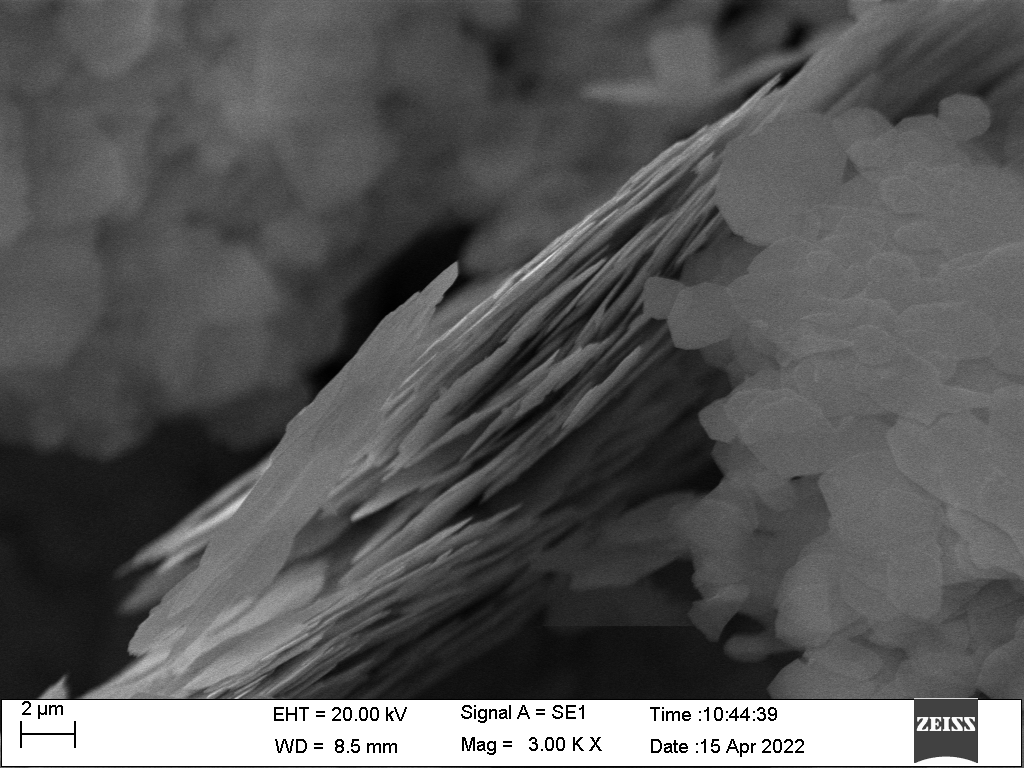 2 µm
EHT = 20.00 kV Signal A = SE1 Time :10:44:39
WD = 8.5 mm Mag = 3.00 K X Date :15 Apr 2022
ZEISS